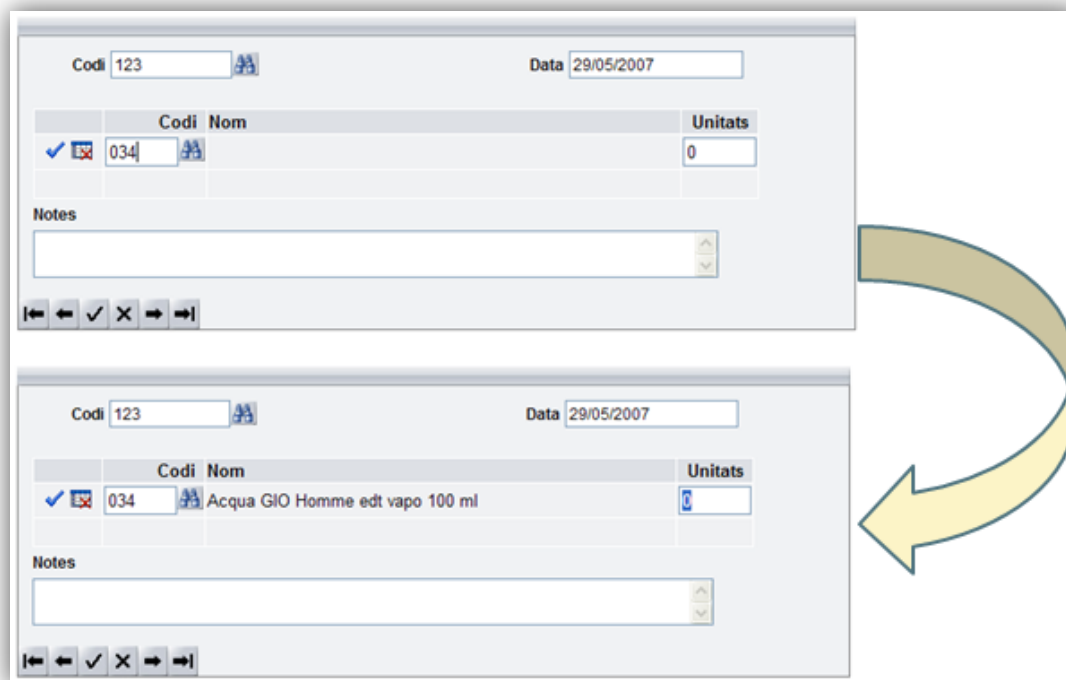 Codi 123 Data 29/05/2007
Codi Nom Unitats
034 0
Notes
Codi 123 Data 29/05/2007
Codi Nom Unitats
034 Acqua GIO Homme edt vapo 100 ml 0
Notes